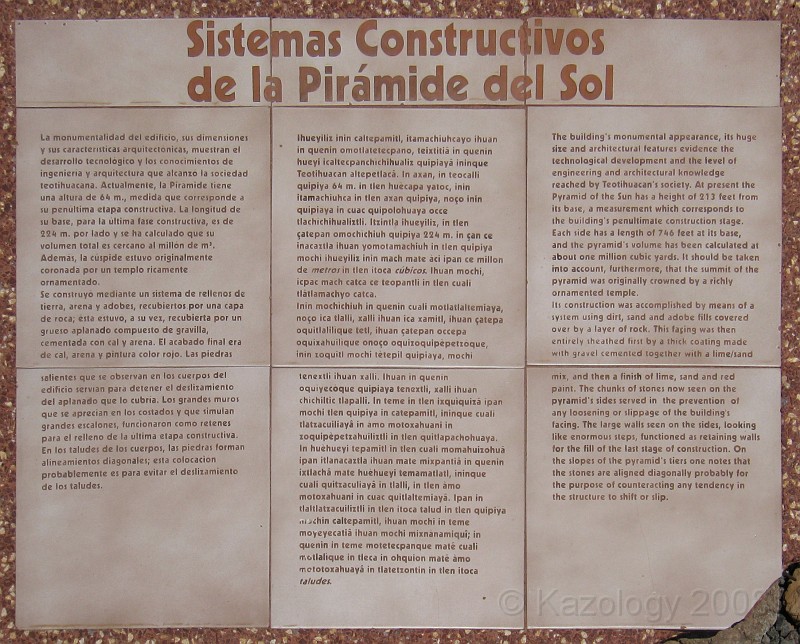 Sistemas Constructivos
de la Pirámide del Sol
La monumentalidad del edificio, sus dimensiones
y sus características arquitectónicas, muestran el
desarrollo tecnológico y los conocimientos de
ingeniería y arquitectura que alcanzó la sociedad
teotihuacana. Actualmente, la Pirámide tiene
una altura de 64 m., medida que corresponde a
su penúltima etapa constructiva. La longitud de
su base, para la última fase constructiva, es de
224 m. por lado y se ha calculado que su
volumen total es cercano al millón de m³.
Además, la cúspide estuvo originalmente
coronada por un templo ricamente
ornamentado.
Se construyó mediante un sistema de rellenos de
tierra, arena y adobes, recubiertos por una capa
de roca; ésta estuvo, a su vez, recubierta por un
grueso aplanado compuesto de gravilla,
cementada con cal y arena. El acabado final era
de cal, arena y pintura color rojo. Las piedras
salientes que se observan en los cuerpos del
edificio servían para detener el deslizamiento
del aplanado que lo cubría. Los grandes muros
que se aprecian en los costados y que simulan
grandes escalones, funcionaron como retenes
para el relleno de la última etapa constructiva.
En los taludes de los cuerpos, las piedras forman
alineamientos diagonales; esta colocación
probablemente es para evitar el deslizamiento
de los taludes.
Ihueyiliz inin caltepamitl, itamachiuhcayo ihuan
in quenin omotlatetecpano, teixtitia in quenin
hueyi icaltecpanchichihualiz quipiyaâ ininque
Teotihuacan altepetlacâ. In axan, in teocalli
quipiya 64 m. in tlen huecapa yatoc, inin
itamachiuhca in tlen axan quipiya, noço inin
quipiaya in cuac quipolohuaya occe
tlachichihualiztli. Itzintla ihueyiliz, in tlen
çatepan omochichiuh quipiya 224 m. in çan ce
inacaztla ihuan yomotamachiuh in tlen quipiya
mochi ihueyiliz inin mach mate aci ipan ce millon
de metros in tlen itoca cúbicos. Ihuan mochi,
icpac mach catca ce teopantli in tlen cuali
tlâtlamachyo catca.
Inin mochichiuh in quenin cuali motlatlaltemiaya,
noço ica tlalli, xalli ihuan ica xamitl, ihuan çatepa
oquitlalilique tetl, ihuan çatepan occepa
oquixahuilique onoço oquizoquipêpetzoque,
inin zoquitl mochi têtepil quipiaya, mochi
tenextli ihuan xalli. Ihuan in quenin
oquiyecoque quipiaya tenextli, xalli ihuan
chichiltic tlapalli. In teme in tlen ixquiquizâ ipan
mochi tlen quipiya in catepamitl, ininque cuali
tlatzacuiliayâ in amo motoxahuani in
zoquipêpetzahuiliztli in tlen quitlapachohuaya.
In huehueyi tepamitl in tlen cuali momahuizohuâ
ipan itlanacaztla ihuan mate mixpantiâ in quenin
ixtlachâ mate huehueyi temamatlatl, ininque
cuali quitzaculiayâ in tlalli, in tlen âmo
motoxahuani in cuac quitlaltemiayâ. Ipan in
tlatlatzacuiliztli in tlen itoca talud in tlen quipiya
mochin caltepamitl, ihuan mochi in teme
moyeyecatiâ ihuan mochi mixnanamiqui; in
quenin in teme motetecpanque matê cuali
motlalique in tleca in ohquion matê âmo
mototoxahuayâ in tlatetzontin in tlen itoca
taludes.
The building's monumental appearance, its huge
size and architectural features evidence the
technological development and the level of
engineering and architectural knowledge
reached by Teotihuacan's society. At present the
Pyramid of the Sun has a height of 213 feet from
its base, a measurement which corresponds to
the building's penultimate construction stage.
Each side has a length of 746 feet at its base,
and the pyramid's volume has been calculated at
about one million cubic yards. It should be taken
into account, furthermore, that the summit of the
pyramid was originally crowned by a richly
ornamented temple.
Its construction was accomplished by means of a
system using dirt, sand and adobe fills covered
over by a layer of rock. This façing was then
entirely sheathed first by a thick coating made
with gravel cemented together with a lime/sand
mix, and then a finish of lime, sand and red
paint. The chunks of stones now seen on the
pyramid's sides served in the prevention of
any loosening or slippage of the building's
facing. The large walls seen on the sides, looking
like enormous steps, functioned as retaining walls
for the fill of the last stage of construction. On
the slopes of the pyramid's tiers one notes that
the stones are aligned diagonally probably for
the purpose of counteracting any tendency in
the structure to shift or slip.
© Kazology